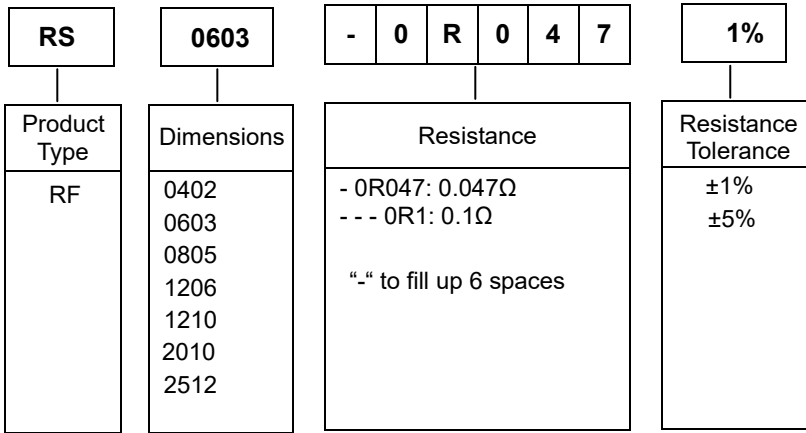 RS 0603 - 0 R 0 4 7 1%
Product Type
RF
Dimensions
0402
0603
0805
1206
1210
2010
2512
Resistance
- 0R047: 0.047Ω
- - - 0R1: 0.1Ω
“-“ to fill up 6 spaces
Resistance
Tolerance
±1%
±5%